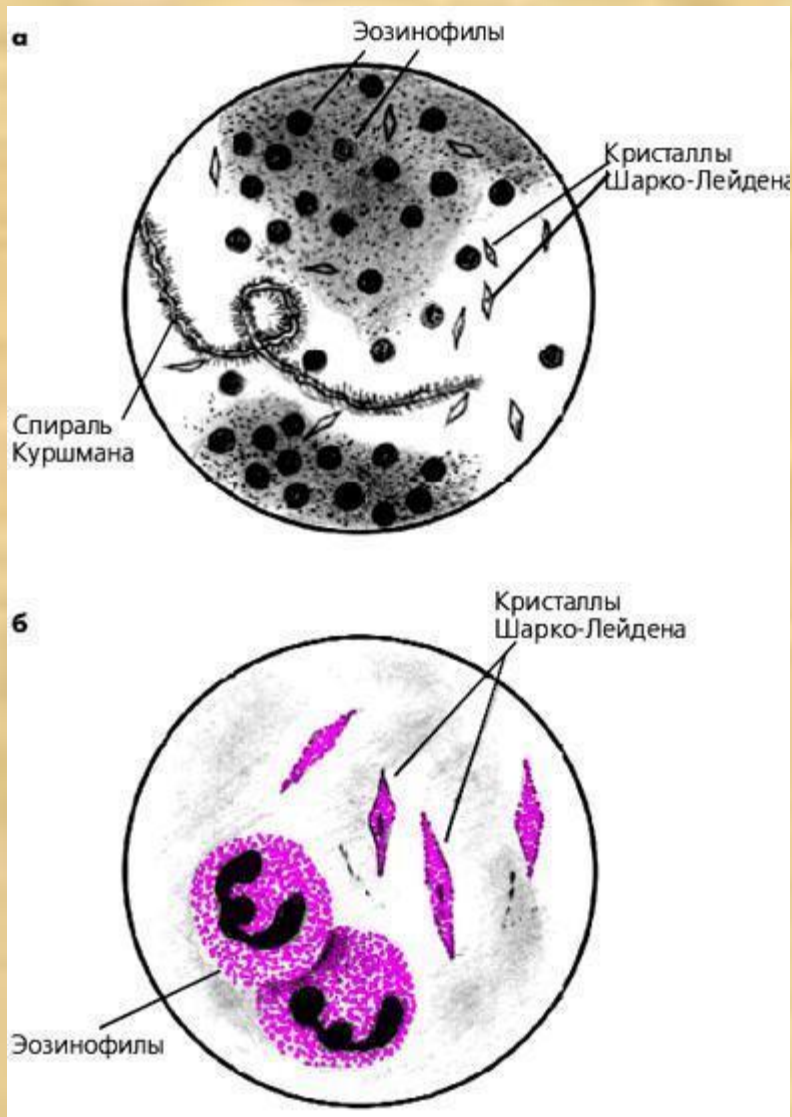 а
Эозинофилы
Кристаллы
Шарко-Лейдена
Спираль
Куршмана
б
Кристаллы
Шарко-Лейдена
Эозинофилы